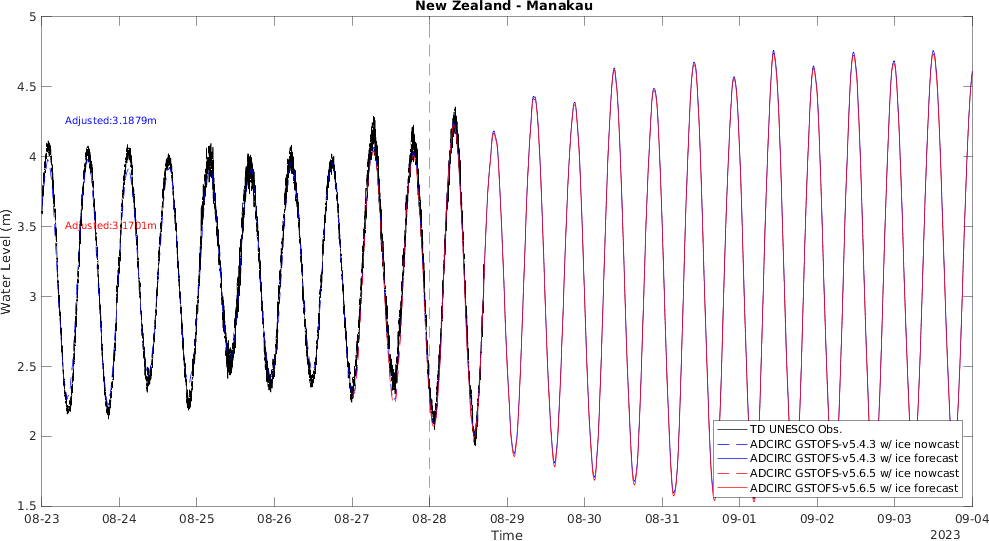 New Zealand - Manakau
5
4.5
4
3.5
3
2.5
2
1.5
Water Level (m)
Adjusted:3.1879m
Adjusted:3.1701m
TD UNESCO Obs.
ADCIRC GSTOFS-v5.4.3 w/ ice nowcast
ADCIRC GSTOFS-v5.4.3 w/ ice forecast
ADCIRC GSTOFS-v5.6.5 w/ ice nowcast
ADCIRC GSTOFS-v5.6.5 w/ ice forecast
08-23 08-24 08-25 08-26 08-27 08-28 08-29 08-30 08-31 09-01 09-02 09-03 09-04
Time
2023